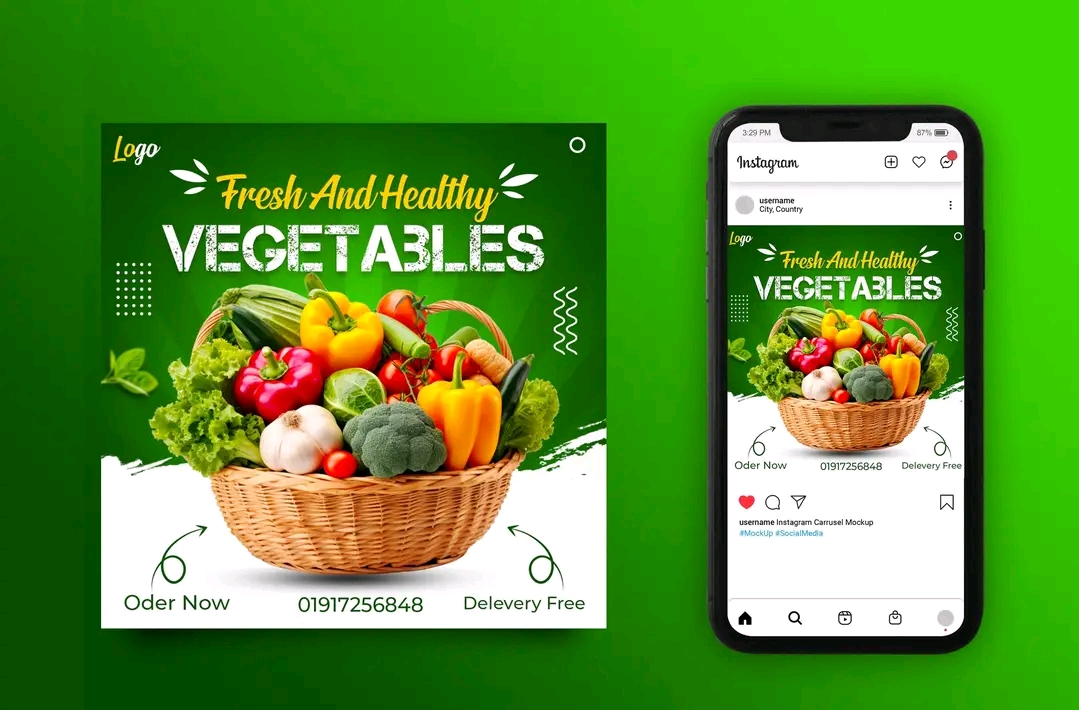 Logo
Fresh And Healthy
VEGETABLES
Oder Now
01917256848
Delevery Free
3:29 PM
87%
Instagram
username
City, Country
Logo
Fresh And Healthy
VEGETABLES
Oder Now
01917256848
Delevery Free
username Instagram Carrusel Mockup
#MockUp #SocialMedia